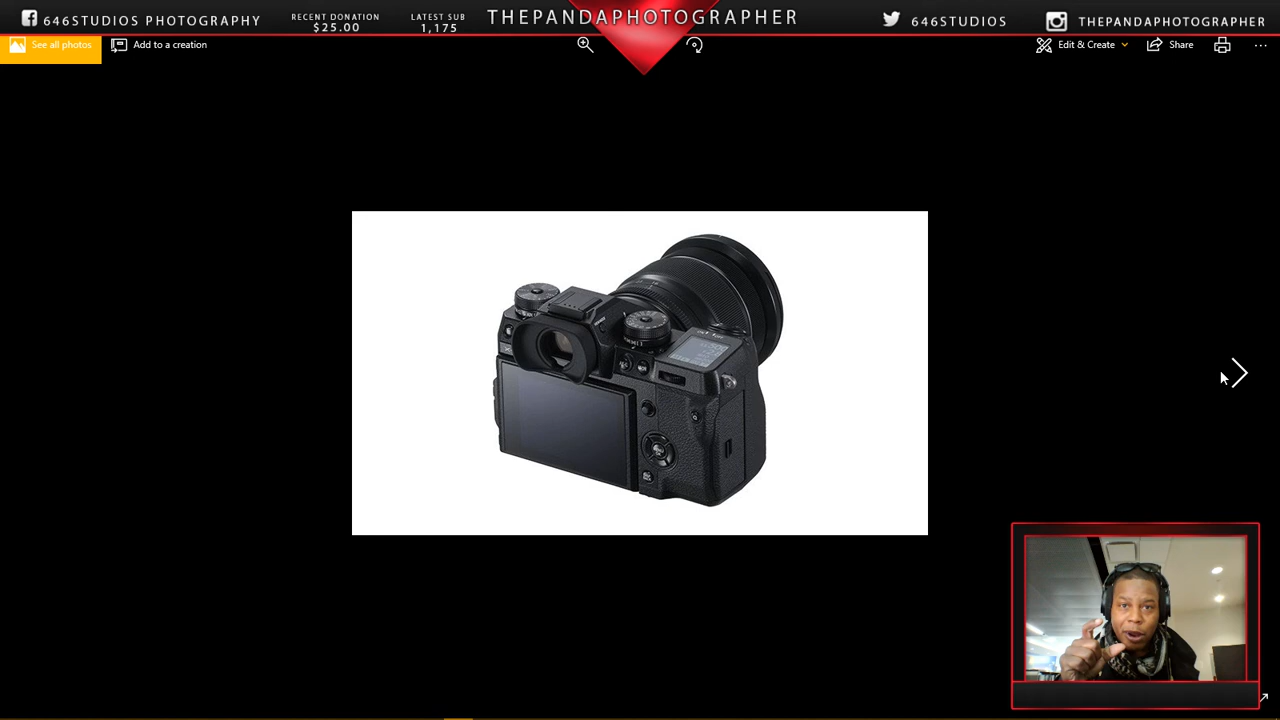 646STUDIOS PHOTOGRAPHY
RECENT DONATION
$25.00
LATEST SUB
1,175
THEPANDAPHOTOGRAPHER
646STUDIOS
THEPANDAPHOTOGRAPHER
See all photos
Add to a creation
Edit & Create
Share